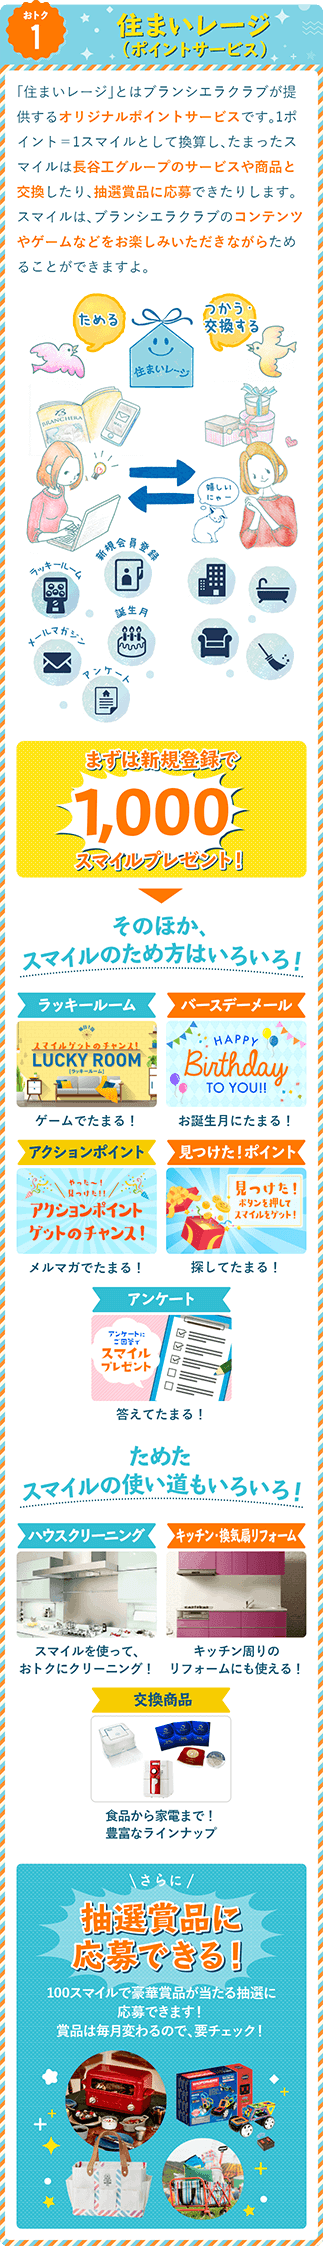 おトク
1
住まいレージ
（ポイントサービス）
「住まいレージ」とはブランシエラクラブが提
供するオリジナルポイントサービスです。1ポ
イント＝1スマイルとして換算し、たまったス
マイルは長谷工グループのサービスや商品と
交換したり、抽選賞品に応募できたりします。
スマイルは、ブランシエラクラブのコンテンツ
やゲームなどをお楽しみいただきながらため
ることができますよ。
ためる
つかう・
交換する
住まいレージ
BRANCHERA
嬉しい
にゃー
新規会員登録
ラッキールーム
誕生月
メールマガジン
アンケート
まずは新規登録で
1,000
スマイルプレゼント！
そのほか、
スマイルのため方はいろいろ！
ラッキールーム
バースデーメール
スマイルゲットのチャンス！
LUCKY ROOM
［ラッキールーム］
HAPPY
Birthday
TO YOU!!
ゲームでたまる！
お誕生月にたまる！
アクションポイント
見つけた！ポイント
やった〜！
見つけた!!
アクションポイント
ゲットのチャンス！
見つけた！
ボタンを押して
スマイルをゲット！
メルマガでたまる！
探してたまる！
アンケート
アンケートに
ご回答で
スマイル
プレゼント
答えてたまる！
ためた
スマイルの使い道もいろいろ！
ハウスクリーニング
キッチン・換気扇リフォーム
スマイルを使って、
おトクにクリーニング！
キッチン周りの
リフォームにも使える！
交換商品
食品から家電まで！
豊富なラインナップ
さらに
抽選賞品に
応募できる！
100スマイルで豪華賞品が当たる抽選に
応募できます！
賞品は毎月変わるので、要チェック！